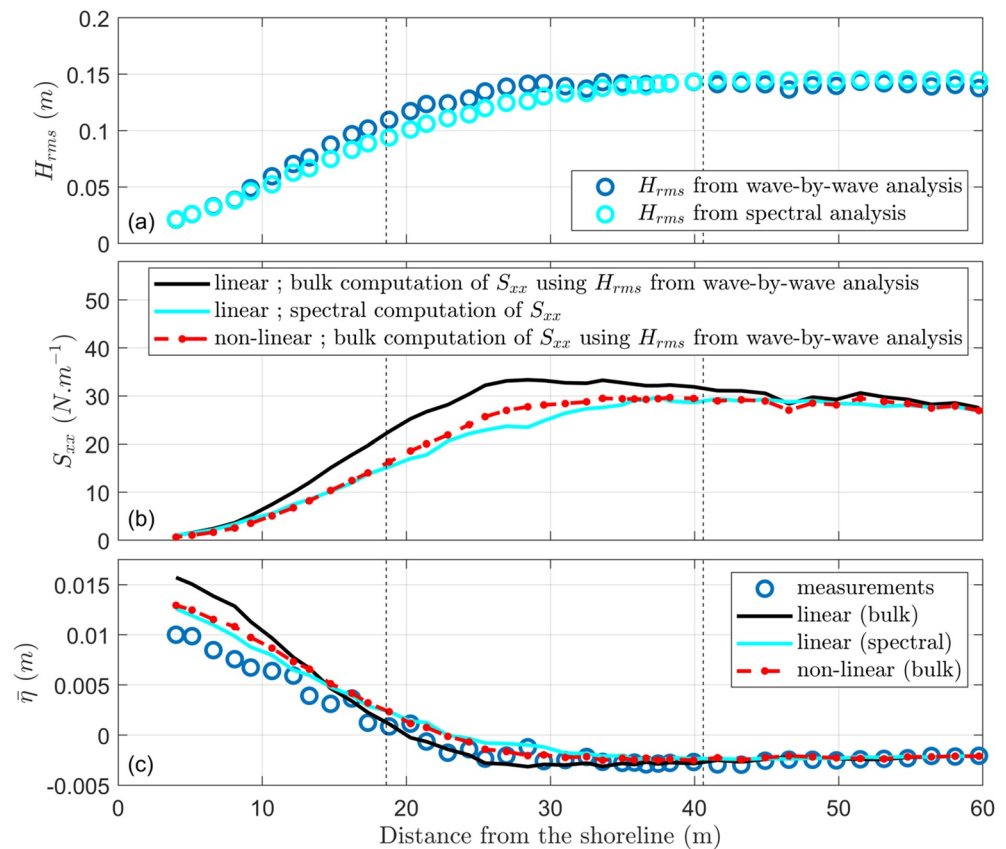 0.2
0.15
0.1
0.05
0
H_rms (m)
(a)
H_rms from wave-by-wave analysis
H_rms from spectral analysis
50
40
30
20
10
0
S_xx (N.m^−1)
(b)
linear ; bulk computation of S_xx using H_rms from wave-by-wave analysis
linear ; spectral computation of S_xx
non-linear ; bulk computation of S_xx using H_rms from wave-by-wave analysis
0.015
0.01
0.005
0
-0.005
η̄ (m)
(c)
measurements
linear (bulk)
linear (spectral)
non-linear (bulk)
0 10 20 30 40 50 60
Distance from the shoreline (m)